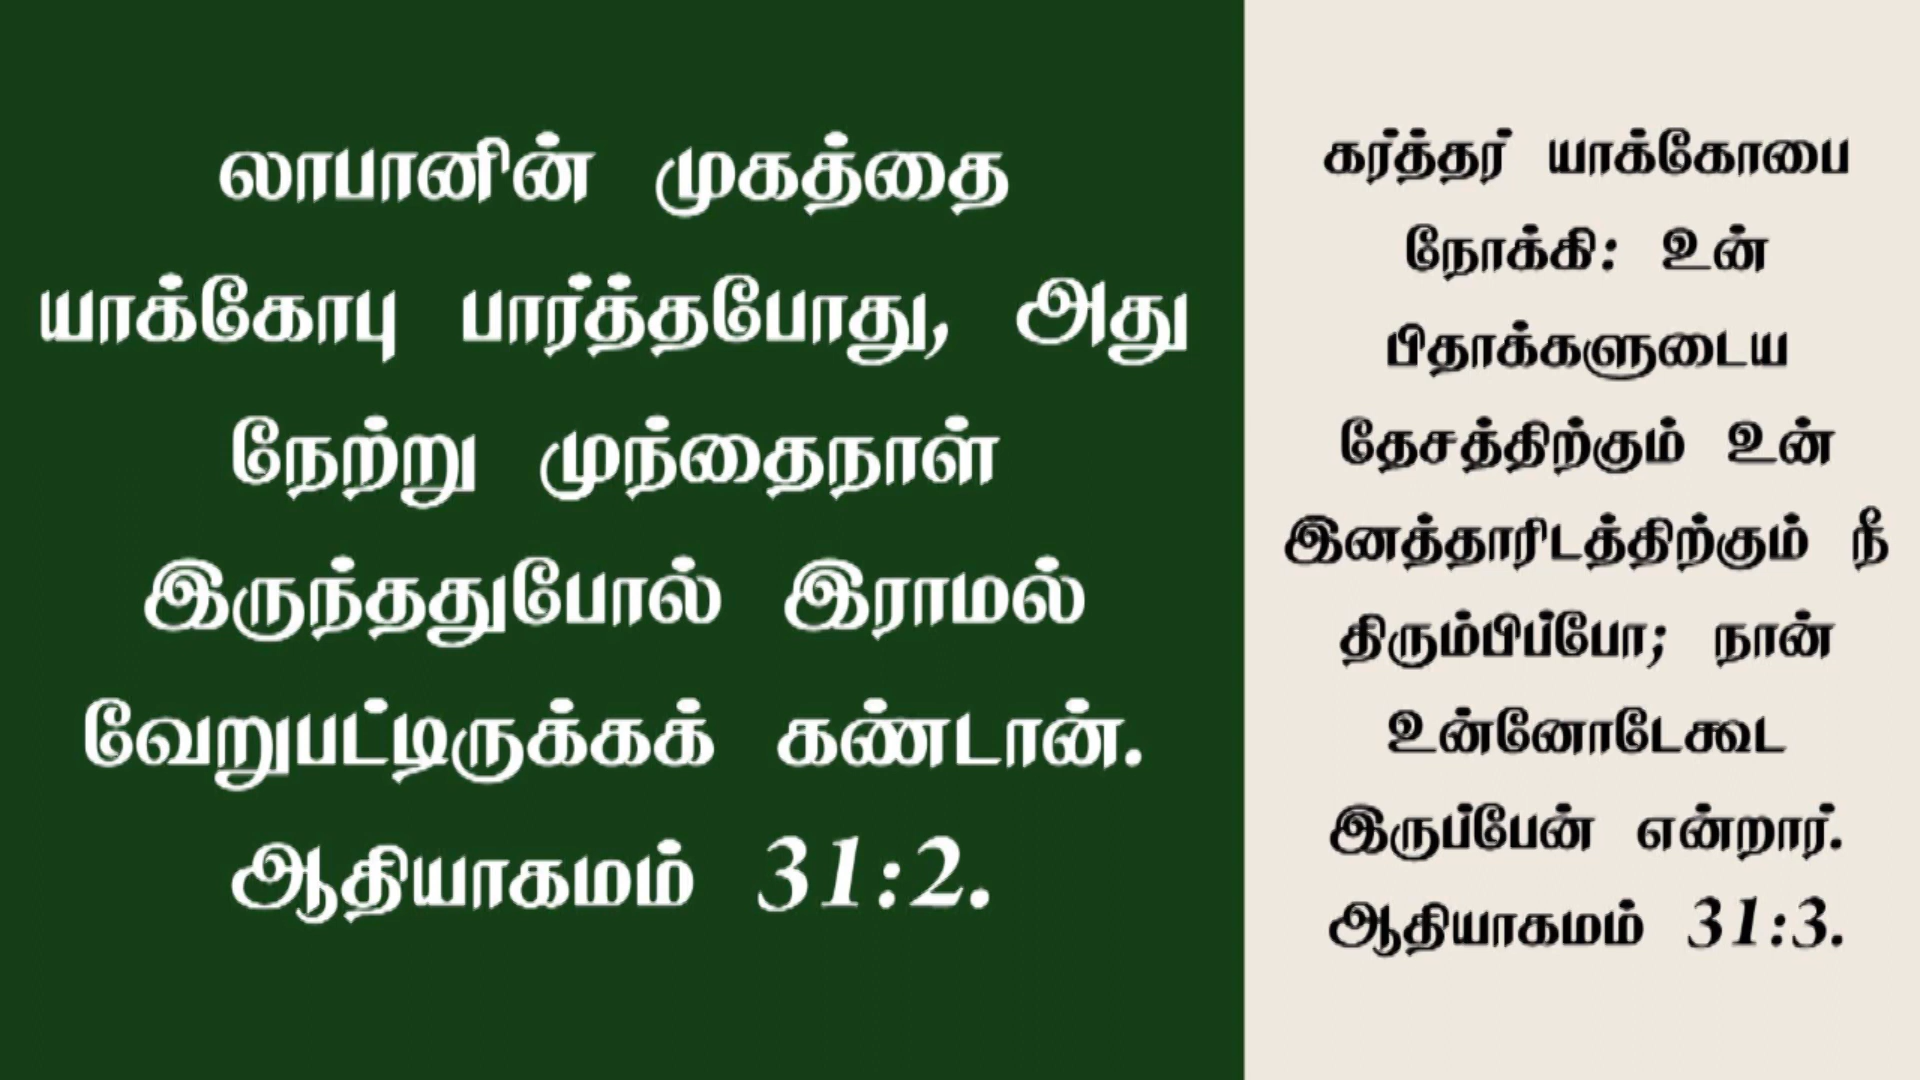 லாபானின் முகத்தை
யாக்கோபு பார்த்தபோது, அது
நேற்று முந்தைநாள்
இருந்ததுபோல் இராமல்
வேறுபட்டிருக்கக் கண்டான்.
ஆதியாகமம் 31:2.
கர்த்தர் யாக்கோபை
நோக்கி: உன்
பிதாக்களுடைய
தேசத்திற்கும் உன்
இனத்தாரிடத்திற்கும் நீ
திரும்பிப்போ; நான்
உன்னோடேகூட
இருப்பேன் என்றார்.
ஆதியாகமம் 31:3.